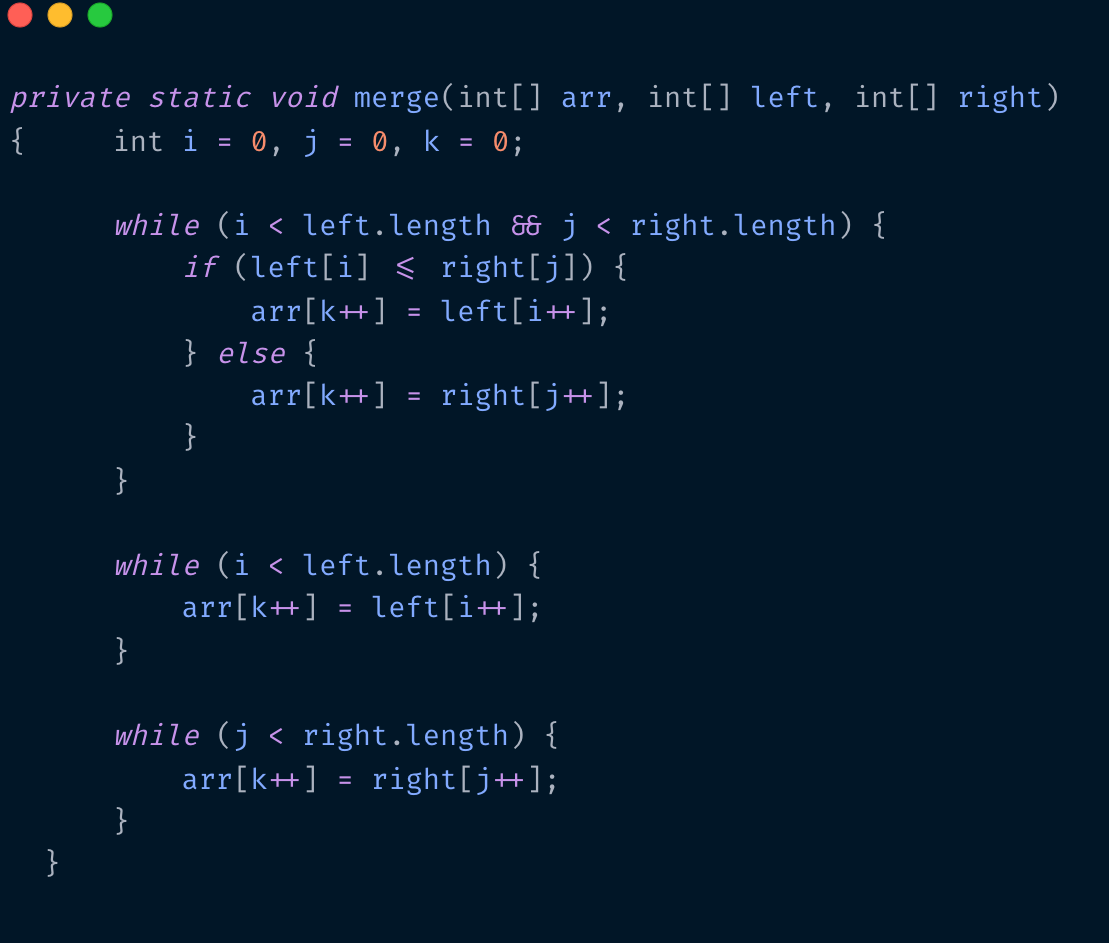 private static void merge(int[] arr, int[] left, int[] right)
{     int i = 0, j = 0, k = 0;
      while (i < left.length && j < right.length) {
          if (left[i] <= right[j]) {
              arr[k++] = left[i++];
          } else {
              arr[k++] = right[j++];
          }
      }
      while (i < left.length) {
          arr[k++] = left[i++];
      }
      while (j < right.length) {
          arr[k++] = right[j++];
      }
  }